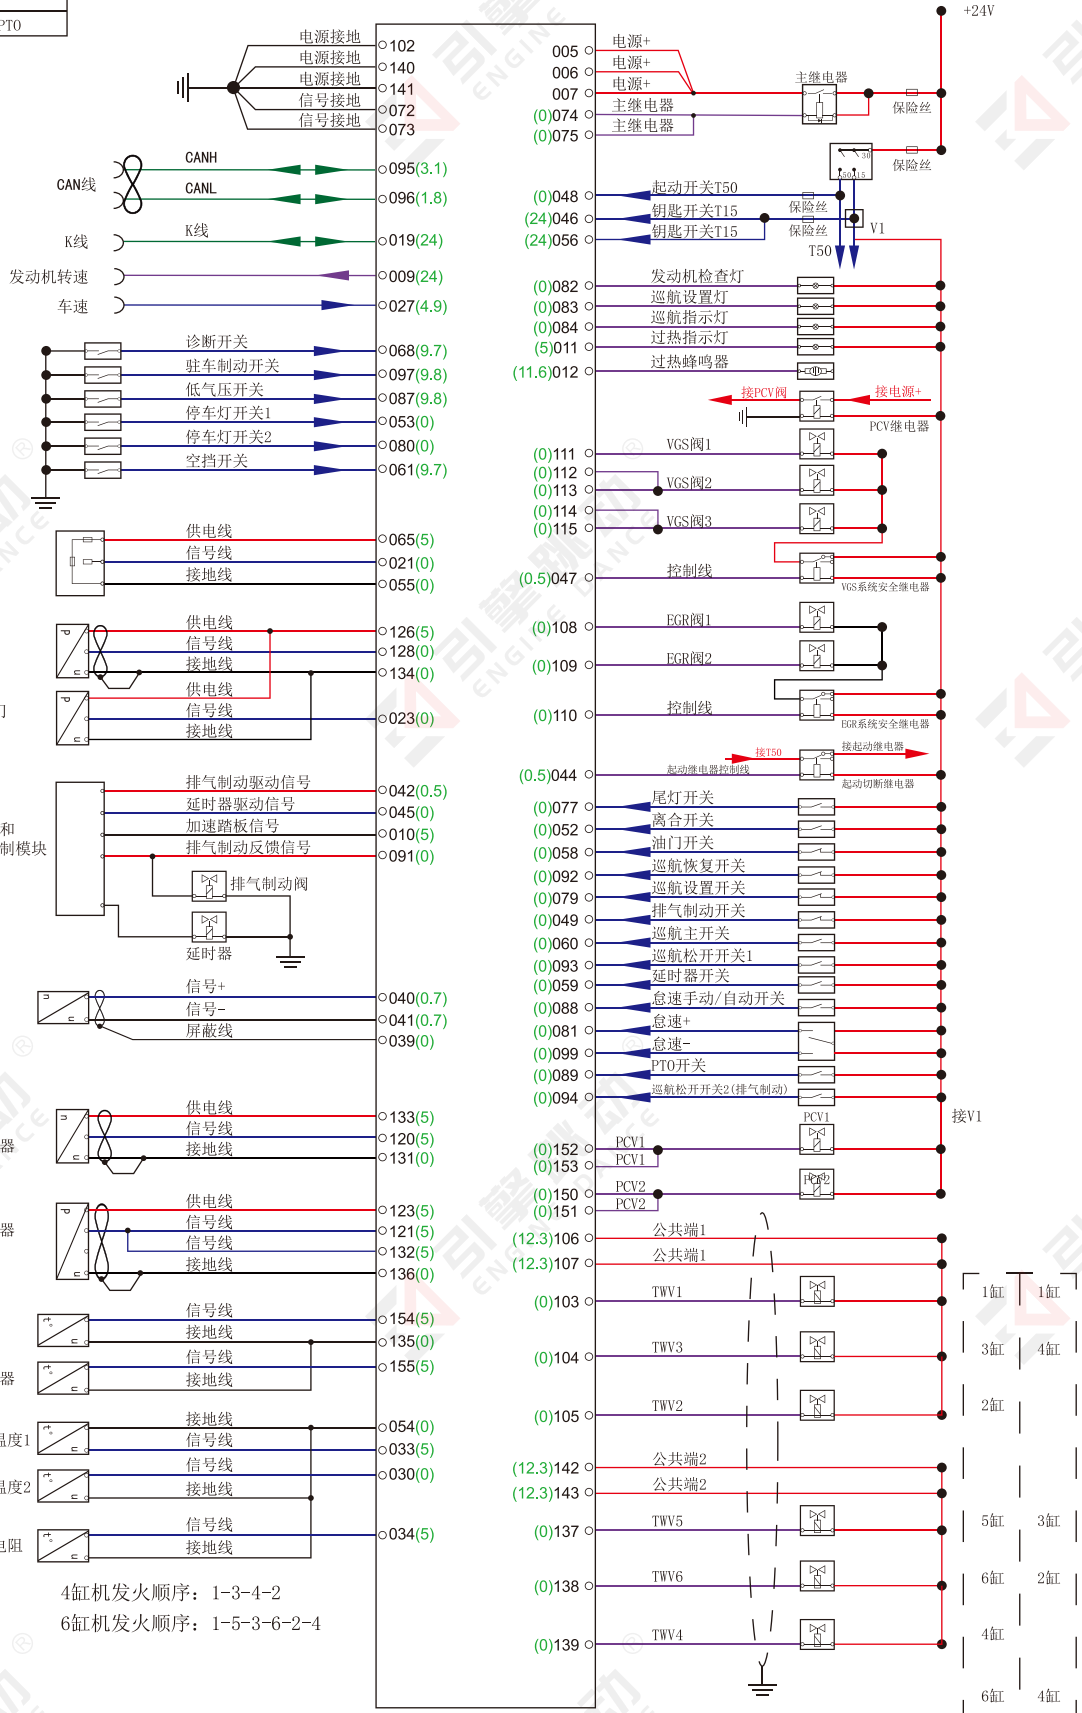 PTO
+24V
电源接地 102
电源接地 140
电源接地 141
信号接地 072
信号接地 073
005 电源+
006 电源+
007 电源+
(0)074 主继电器
(0)075 主继电器
主继电器
保险丝
保险丝
30
50 15
CAN线
CANH 095(3.1)
CANL 096(1.8)
K线 K线 019(24)
发动机转速 009(24)
车速 027(4.9)
(0)048 起动开关T50 保险丝
(24)046 钥匙开关T15 保险丝
(24)056 钥匙开关T15
V1
T50
(0)082 发动机检查灯
(0)083 巡航设置灯
(0)084 巡航指示灯
(5)011 过热指示灯
(11.6)012 过热蜂鸣器
接PCV阀 接电源+
PCV继电器
诊断开关 068(9.7)
驻车制动开关 097(9.8)
低气压开关 087(9.8)
停车灯开关1 053(0)
停车灯开关2 080(0)
空挡开关 061(9.7)
(0)111 VGS阀1
(0)112
(0)113 VGS阀2
(0)114
(0)115 VGS阀3
(0.5)047 控制线
VGS系统安全继电器
供电线 065(5)
信号线 021(0)
接地线 055(0)
供电线 126(5)
信号线 128(0)
接地线 134(0)
供电线
信号线 023(0)
接地线
(0)108 EGR阀1
(0)109 EGR阀2
(0)110 控制线
EGR系统安全继电器
接T50 接起动继电器
(0.5)044 起动继电器控制线
起动切断继电器
排气制动驱动信号 042(0.5)
延时器驱动信号 045(0)
加速踏板信号 010(5)
排气制动反馈信号 091(0)
和
制模块
排气制动阀
延时器
(0)077 尾灯开关
(0)052 离合开关
(0)058 油门开关
(0)092 巡航恢复开关
(0)079 巡航设置开关
(0)049 排气制动开关
(0)060 巡航主开关
(0)093 巡航松开开关1
(0)059 延时器开关
(0)088 怠速手动/自动开关
(0)081 怠速+
(0)099 怠速-
(0)089 PTO开关
(0)094 巡航松开开关2(排气制动)
接V1
信号+ 040(0.7)
信号- 041(0.7)
屏蔽线 039(0)
供电线 133(5)
信号线 120(5)
接地线 131(0)
器
PCV1
(0)152 PCV1
(0)153 PCV1
(0)150 PCV2 PCV2
(0)151 PCV2
供电线 123(5)
信号线 121(5)
信号线 132(5)
接地线 136(0)
器
(12.3)106 公共端1
(12.3)107 公共端1
(0)103 TWV1
(0)104 TWV3
(0)105 TWV2
信号线 154(5)
接地线 135(0)
信号线 155(5)
接地线
器
接地线 054(0)
信号线 033(5)
信号线 030(0)
接地线
信号线 034(5)
接地线
温度1
温度2
电阻
(12.3)142 公共端2
(12.3)143 公共端2
(0)137 TWV5
(0)138 TWV6
(0)139 TWV4
1缸 1缸
3缸 4缸
2缸
5缸 3缸
6缸 2缸
4缸
6缸 4缸
4缸机发火顺序：1-3-4-2
6缸机发火顺序：1-5-3-6-2-4
引擎跳动
ENGINE DANCE